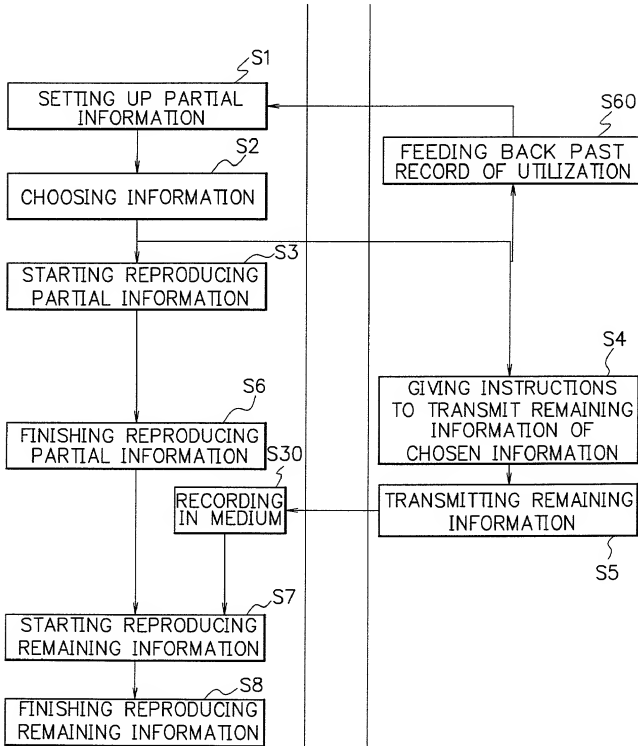 S1
SETTING UP PARTIAL
INFORMATION
S60
FEEDING BACK PAST
RECORD OF UTILIZATION
S2
CHOOSING INFORMATION
S3
STARTING REPRODUCING
PARTIAL INFORMATION
S4
GIVING INSTRUCTIONS
TO TRANSMIT REMAINING
INFORMATION OF
CHOSEN INFORMATION
S6
FINISHING REPRODUCING
PARTIAL INFORMATION
S30
RECORDING
IN MEDIUM
TRANSMITTING REMAINING
INFORMATION
S5
S7
STARTING REPRODUCING
REMAINING INFORMATION
S8
FINISHING REPRODUCING
REMAINING INFORMATION